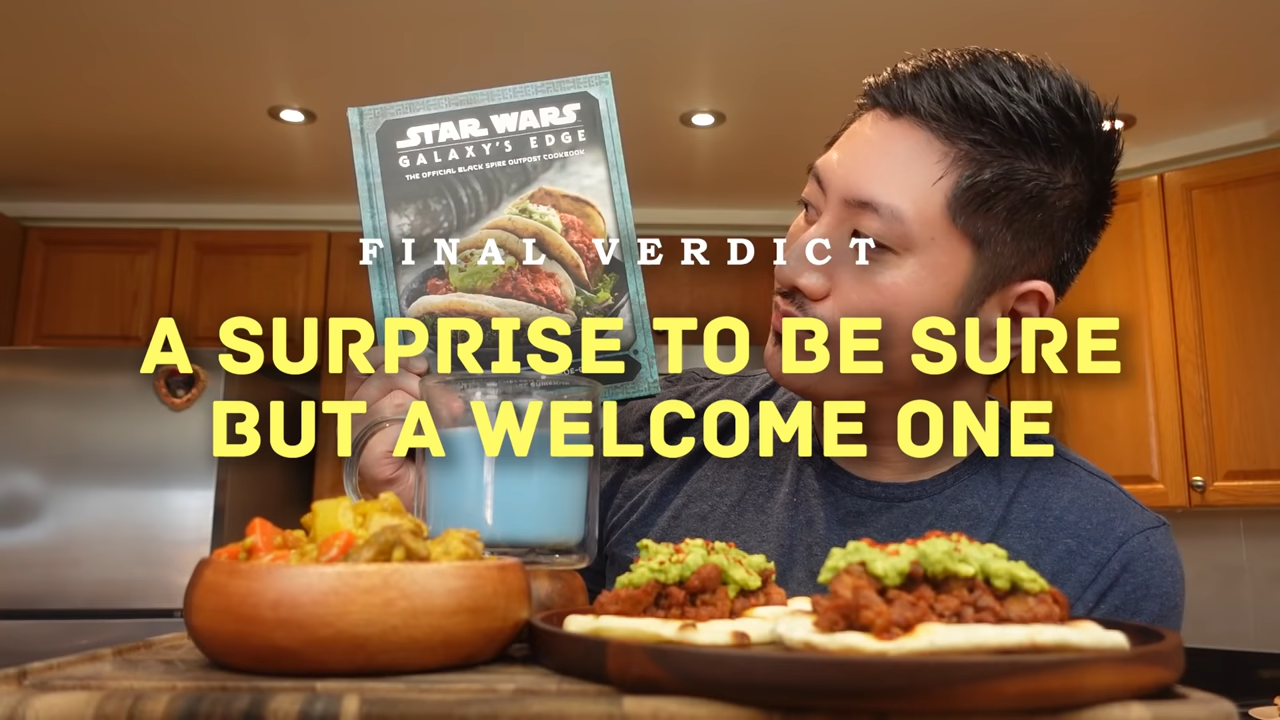 STAR WARS
GALAXY'S EDGE
THE OFFICIAL BLACK SPIRE OUTPOST COOKBOOK
FINAL VERDICT
A SURPRISE TO BE SURE
BUT A WELCOME ONE